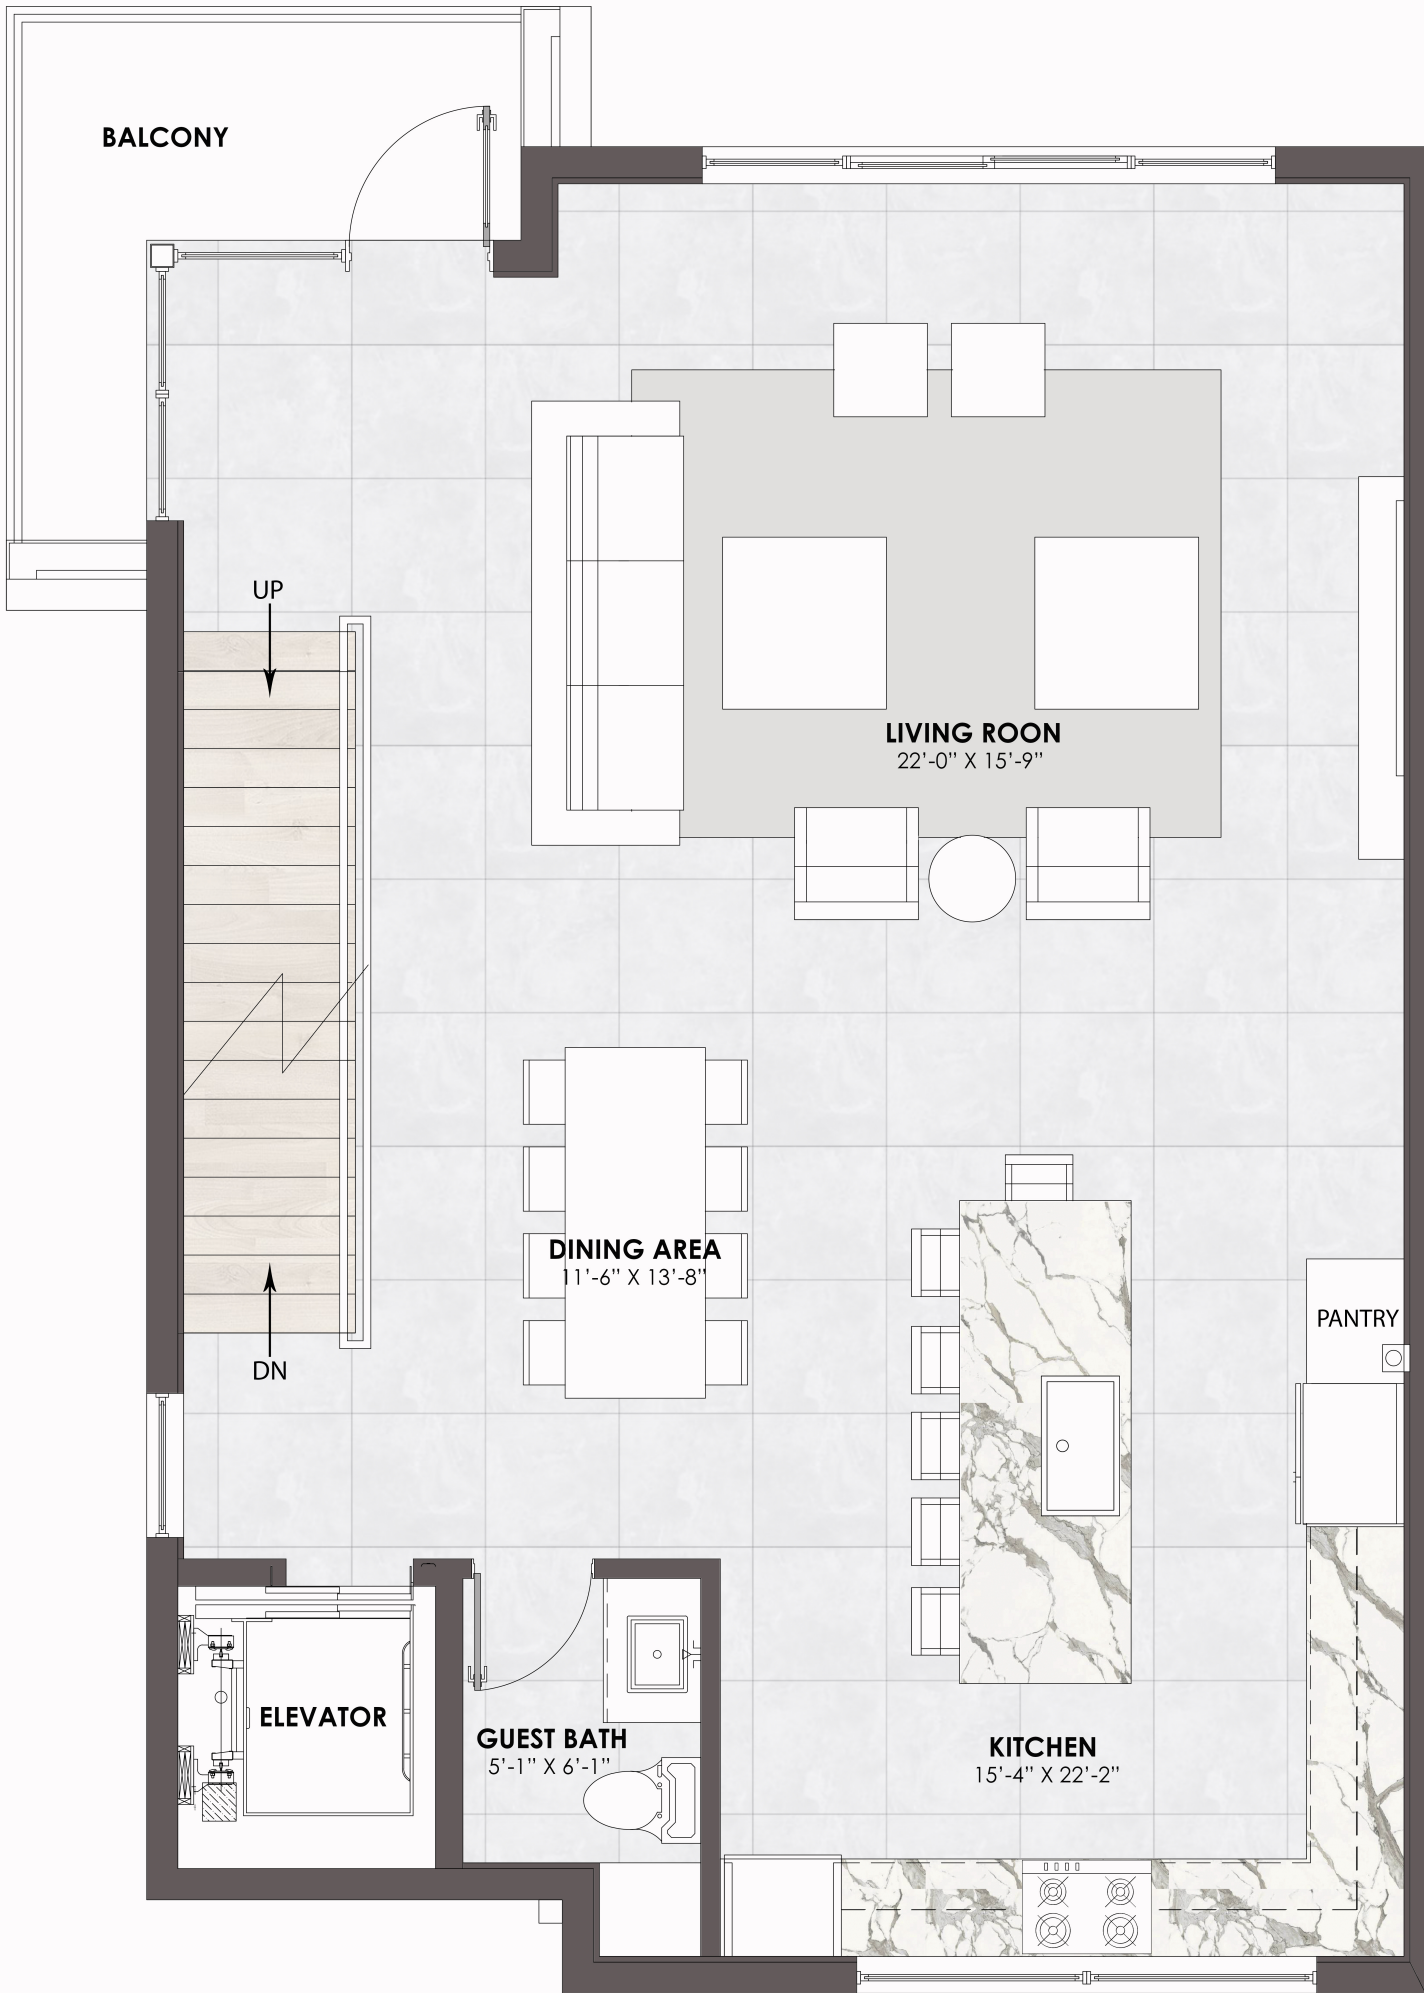 BALCONY
UP
LIVING ROON
22'-0” X 15'-9”
DINING AREA
11'-6” X 13'-8”
PANTRY
DN
ELEVATOR
GUEST BATH
5'-1” X 6'-1”
KITCHEN
15'-4” X 22'-2”